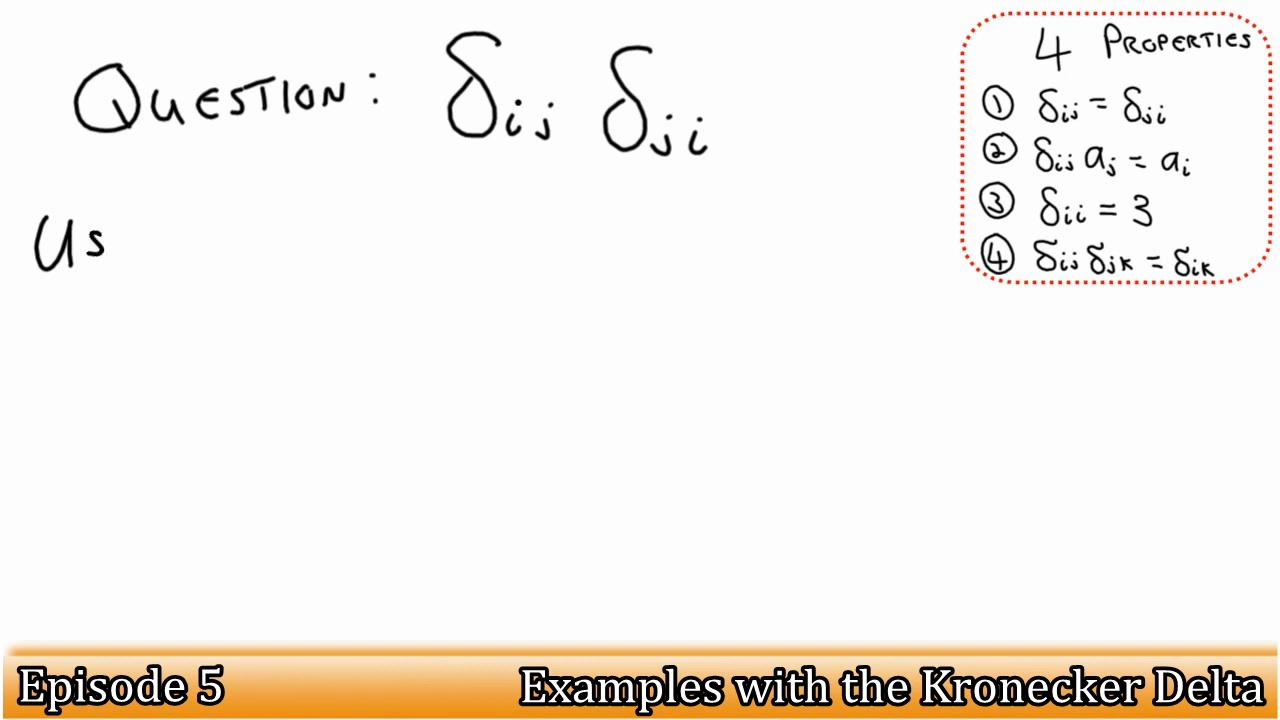 QUESTION: δij δji
Us
4 PROPERTIES
① δij = δji
② δij aj = ai
③ δii = 3
④ δij δjk = δik
Episode 5
Examples with the Kronecker Delta